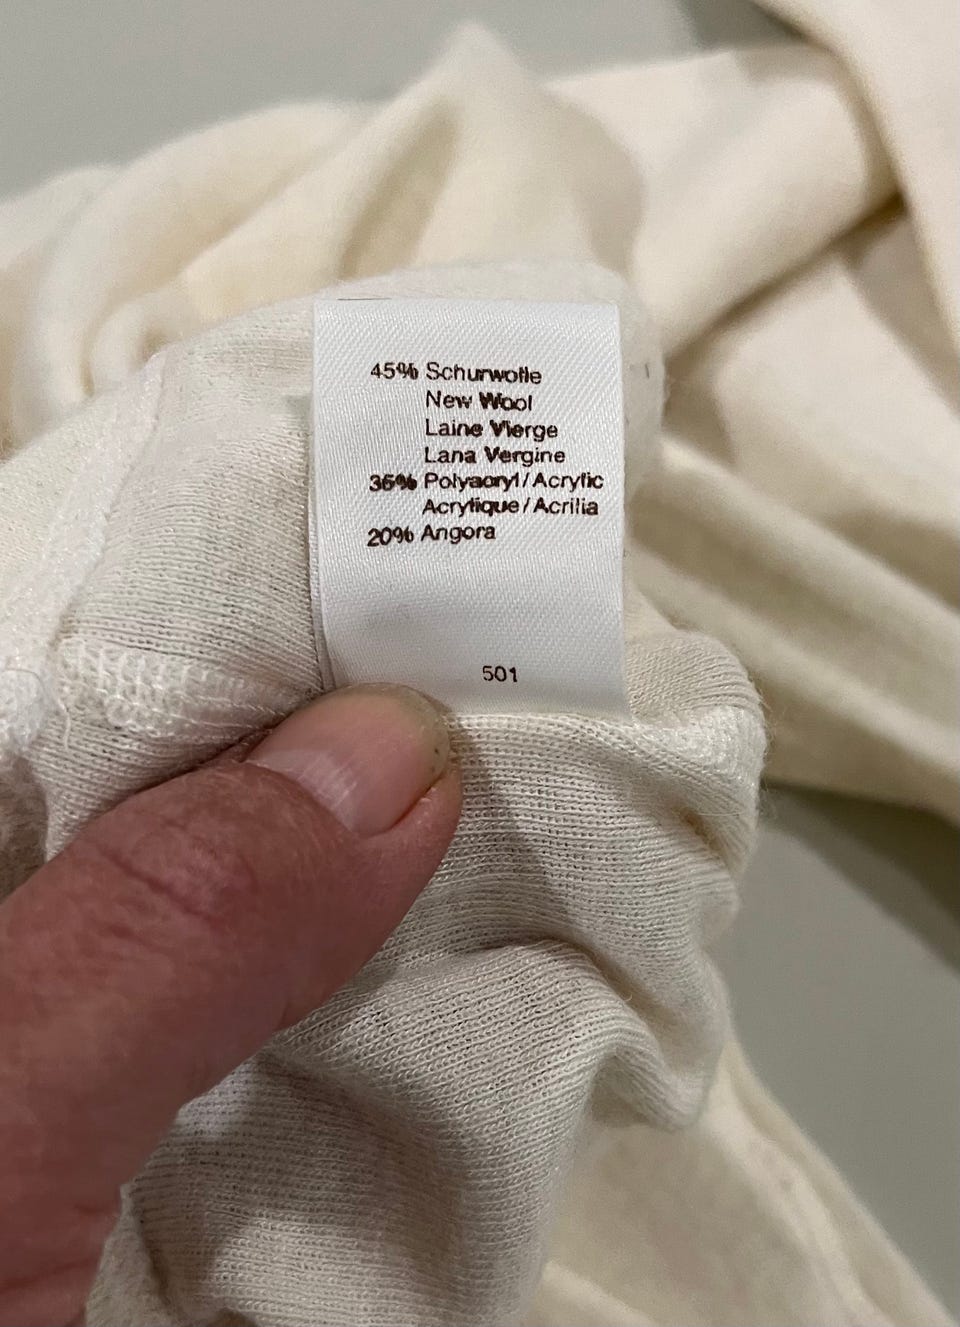 45% Schurwolle
New Wool
Laine Vierge
Lana Vergine
35% Polyacryl/Acrylic
Acrylique/Acrilia
20% Angora
501